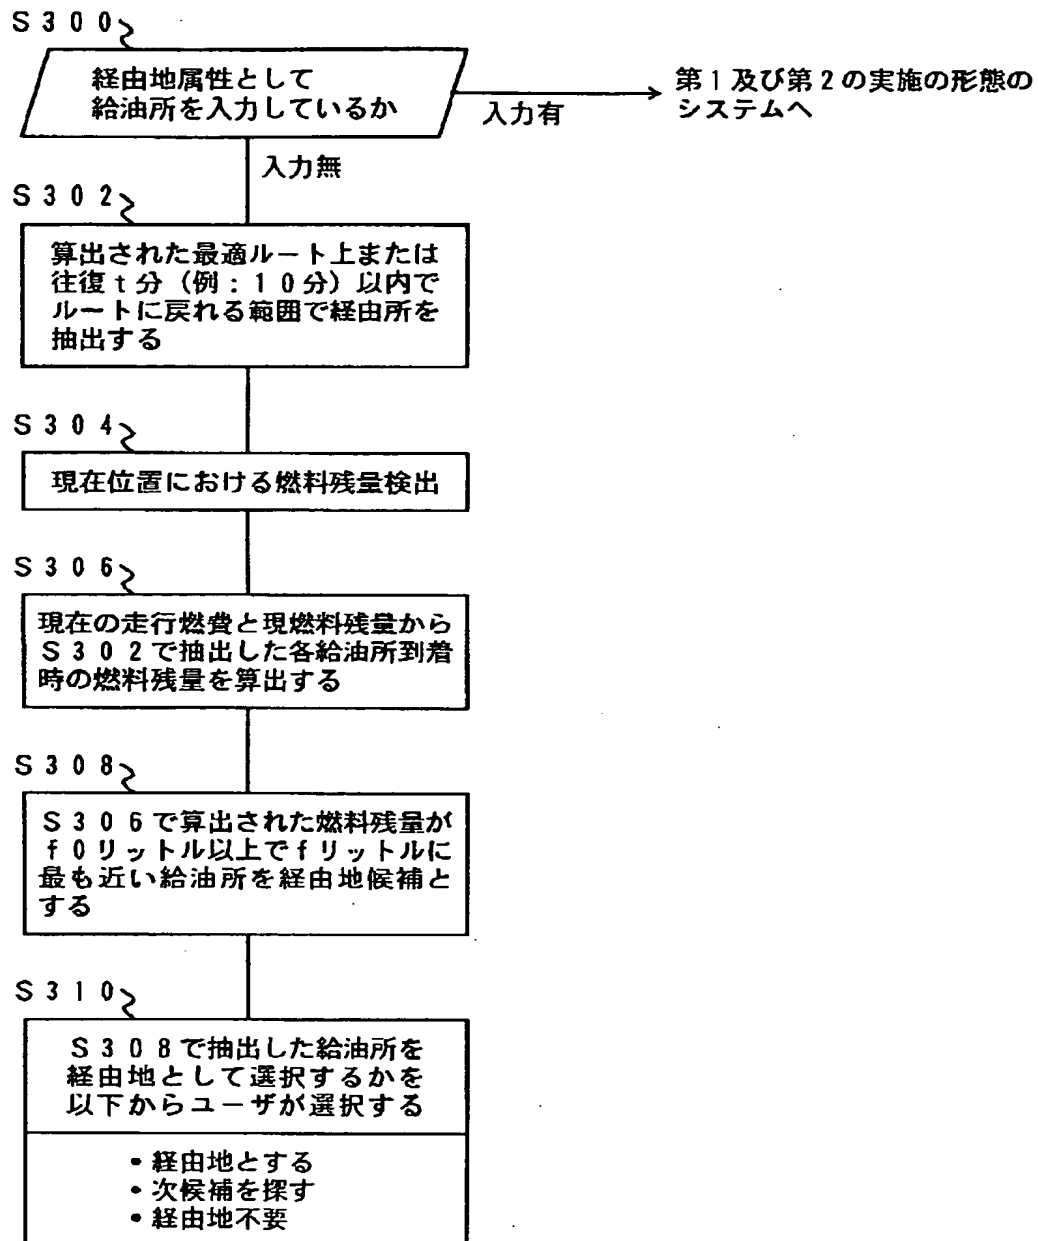 S300
経由地属性として
給油所を入力しているか
入力有
第1及び第2の実施の形態の
システムへ
入力無
S302
算出された最適ルート上または
往復t分（例：10分）以内で
ルートに戻れる範囲で経由所を
抽出する
S304
現在位置における燃料残量検出
S306
現在の走行燃費と現燃料残量から
S302で抽出した各給油所到着
時の燃料残量を算出する
S308
S306で算出された燃料残量が
f0リットル以上でfリットルに
最も近い給油所を経由地候補と
する
S310
S308で抽出した給油所を
経由地として選択するかを
以下からユーザが選択する
•経由地とする
•次候補を探す
•経由地不要